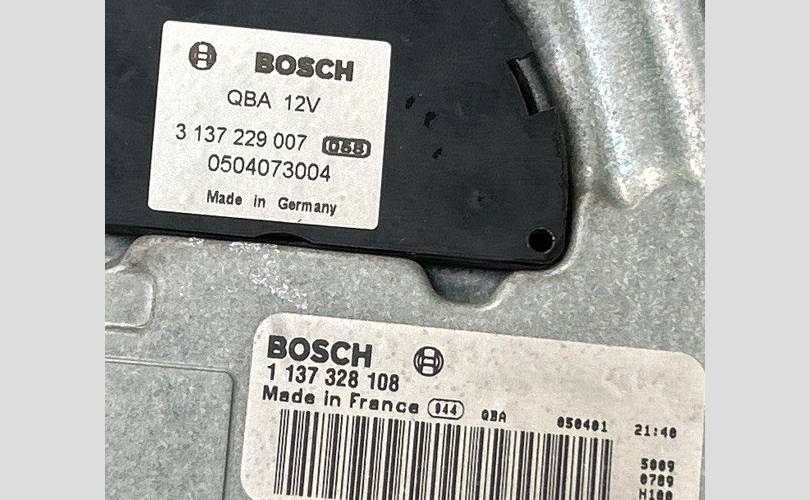 BOSCH
QBA 12V
3 137 229 007 055
0504073004
Made in Germany
BOSCH
1 137 328 108
Made in France 044 QBA 050401 21:40
5009
0789
H100